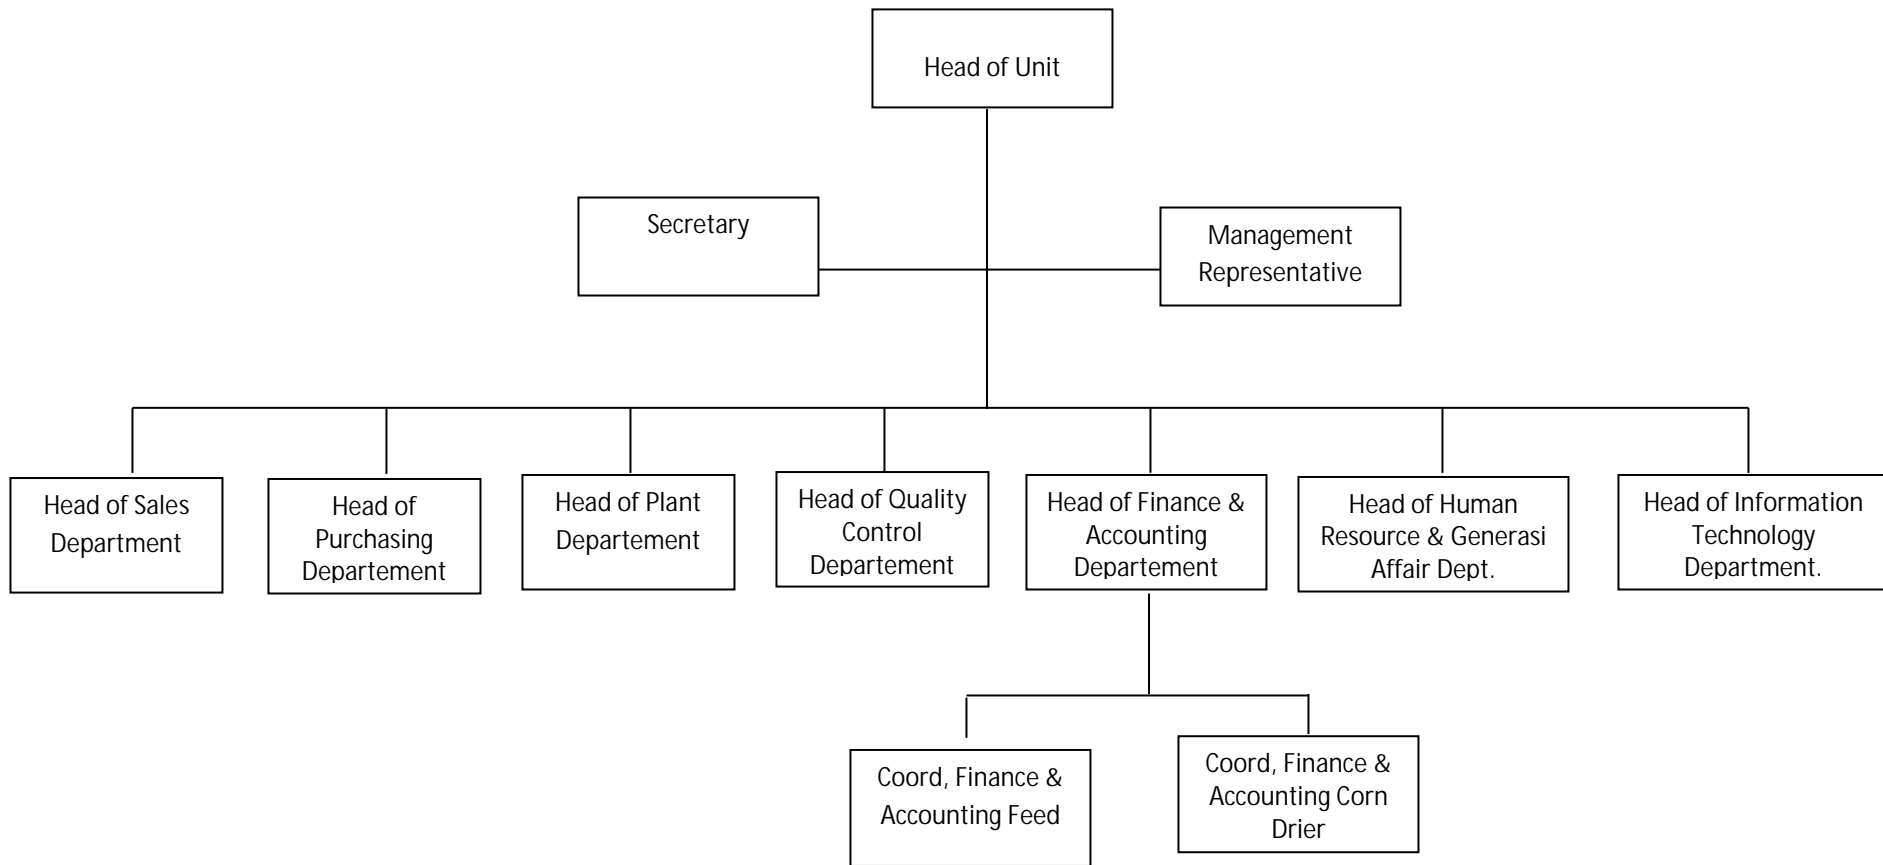 Head of Unit
Secretary
Management
Representative
Head of Sales
Department
Head of
Purchasing
Departement
Head of Plant
Departement
Head of Quality
Control
Departement
Head of Finance &
Accounting
Departement
Head of Human
Resource & Generasi
Affair Dept.
Head of Information
Technology
Department.
Coord, Finance &
Accounting Feed
Coord, Finance &
Accounting Corn
Drier